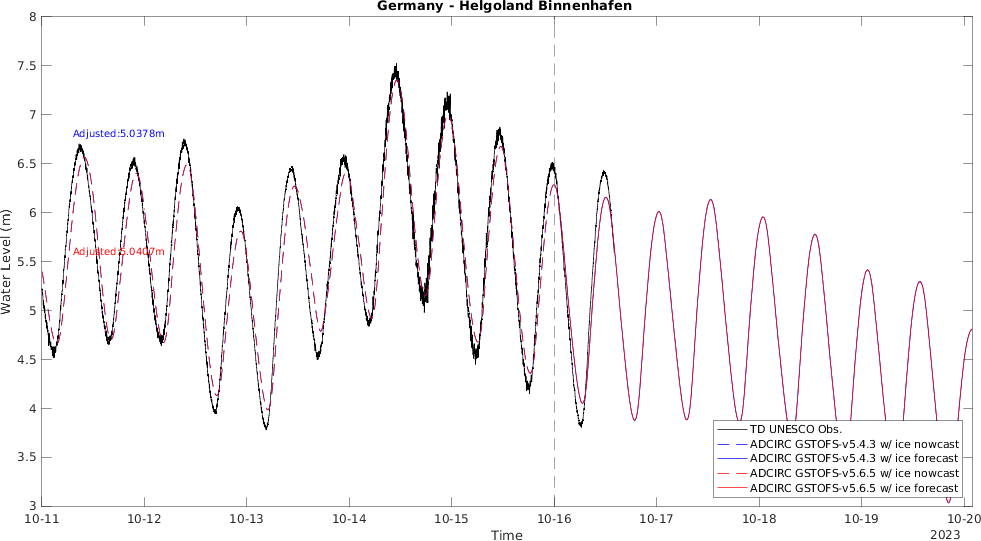 Germany - Helgoland Binnenhafen
8
7.5
7
6.5
6
5.5
5
4.5
4
3.5
3
Water Level (m)
Adjusted:5.0378m
Adjusted:5.0407m
TD UNESCO Obs.
ADCIRC GSTOFS-v5.4.3 w/ ice nowcast
ADCIRC GSTOFS-v5.4.3 w/ ice forecast
ADCIRC GSTOFS-v5.6.5 w/ ice nowcast
ADCIRC GSTOFS-v5.6.5 w/ ice forecast
10-11 10-12 10-13 10-14 10-15 10-16 10-17 10-18 10-19 10-20
Time
2023